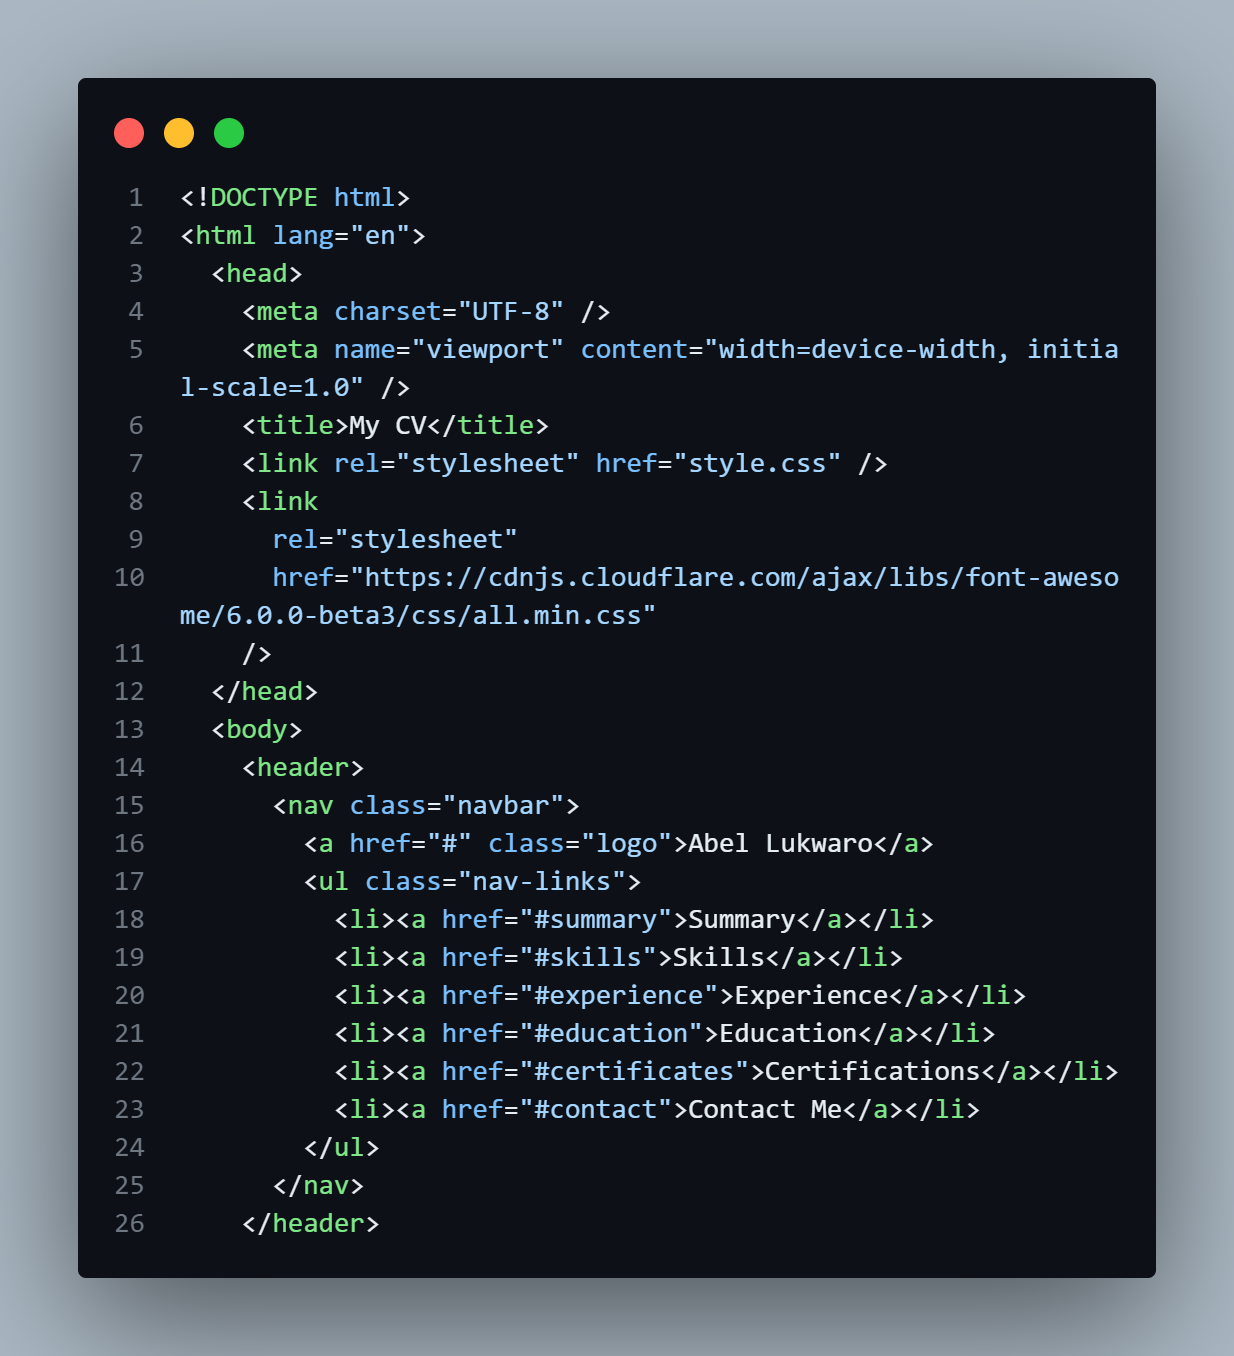 1 <!DOCTYPE html>
2 <html lang="en">
3   <head>
4     <meta charset="UTF-8" />
5     <meta name="viewport" content="width=device-width, initia
l-scale=1.0" />
6     <title>My CV</title>
7     <link rel="stylesheet" href="style.css" />
8     <link
9       rel="stylesheet"
10       href="https://cdnjs.cloudflare.com/ajax/libs/font-aweso
me/6.0.0-beta3/css/all.min.css"
11     />
12   </head>
13   <body>
14     <header>
15       <nav class="navbar">
16         <a href="#" class="logo">Abel Lukwaro</a>
17         <ul class="nav-links">
18           <li><a href="#summary">Summary</a></li>
19           <li><a href="#skills">Skills</a></li>
20           <li><a href="#experience">Experience</a></li>
21           <li><a href="#education">Education</a></li>
22           <li><a href="#certificates">Certifications</a></li>
23           <li><a href="#contact">Contact Me</a></li>
24         </ul>
25       </nav>
26     </header>